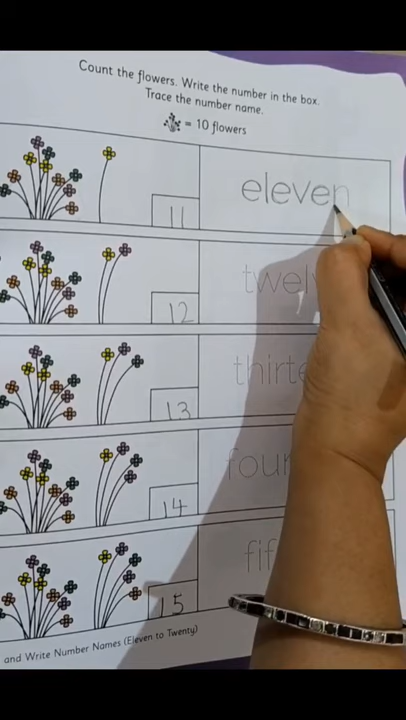 Count the flowers. Write the number in the box.
Trace the number name.
= 10 flowers
11
eleven
12
13
14
15
and Write Number Names (Eleven to Twenty)